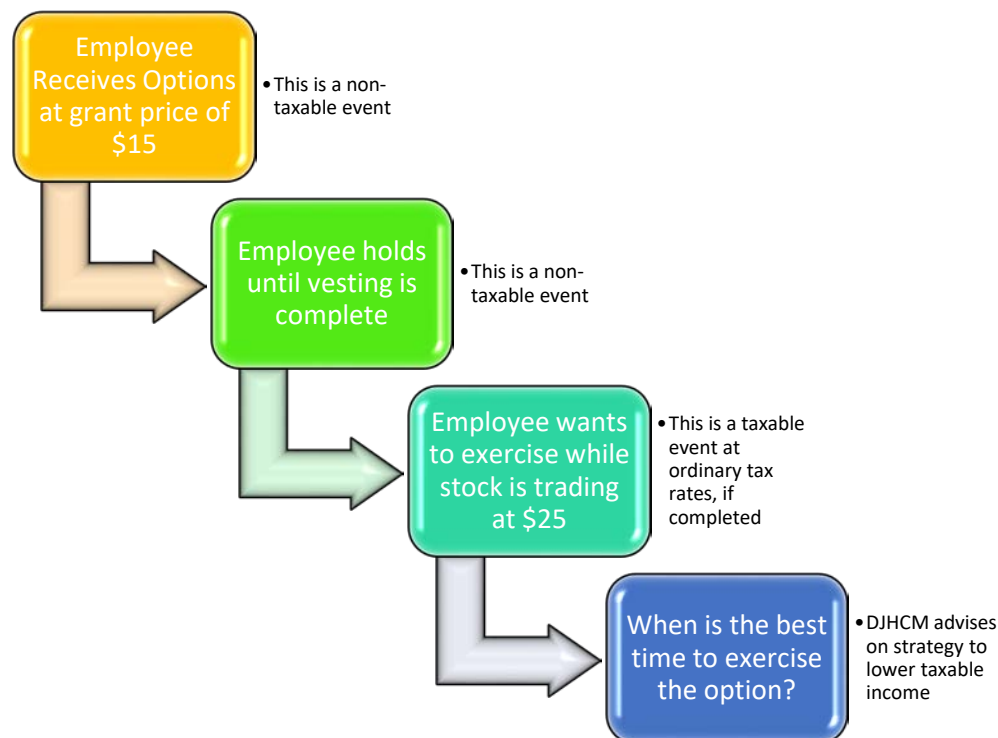 Employee
Receives Options
at grant price of
$15
•This is a non-
taxable event
Employee holds
until vesting is
complete
•This is a non-
taxable event
Employee wants
to exercise while
stock is trading
at $25
•This is a taxable
event at
ordinary tax
rates, if
completed
When is the best
time to exercise
the option?
•DJHCM advises
on strategy to
lower taxable
income